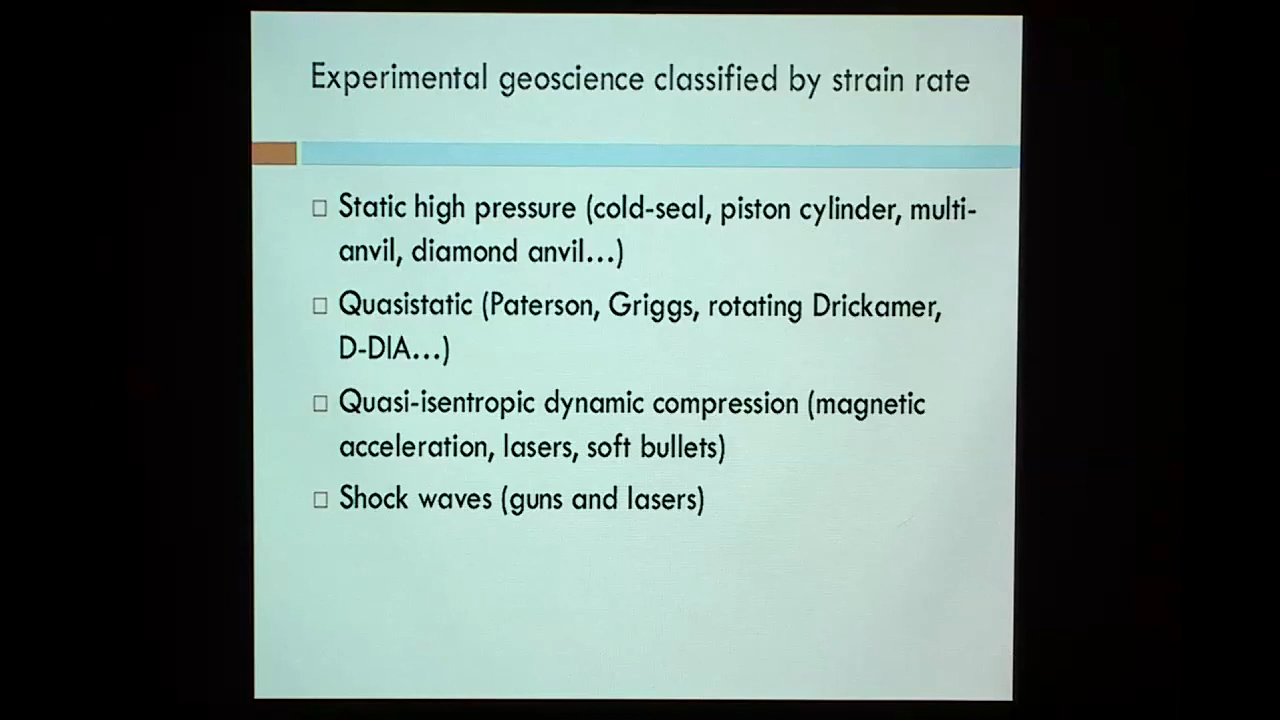 Experimental geoscience classified by strain rate
Static high pressure (cold-seal, piston cylinder, multi-
anvil, diamond anvil...)
Quasistatic (Paterson, Griggs, rotating Drickamer,
D-DIA...)
Quasi-isentropic dynamic compression (magnetic
acceleration, lasers, soft bullets)
Shock waves (guns and lasers)